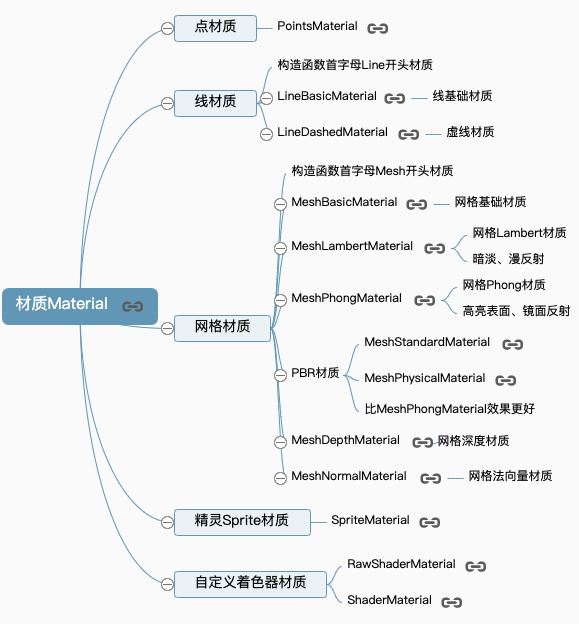 材质Material
点材质
PointsMaterial
线材质
构造函数首字母Line开头材质
LineBasicMaterial
线基础材质
LineDashedMaterial
虚线材质
网格材质
构造函数首字母Mesh开头材质
MeshBasicMaterial
网格基础材质
MeshLambertMaterial
网格Lambert材质
暗淡、漫反射
MeshPhongMaterial
网格Phong材质
高亮表面、镜面反射
PBR材质
MeshStandardMaterial
MeshPhysicalMaterial
比MeshPhongMaterial效果更好
MeshDepthMaterial
网格深度材质
MeshNormalMaterial
网格法向量材质
精灵Sprite材质
SpriteMaterial
自定义着色器材质
RawShaderMaterial
ShaderMaterial